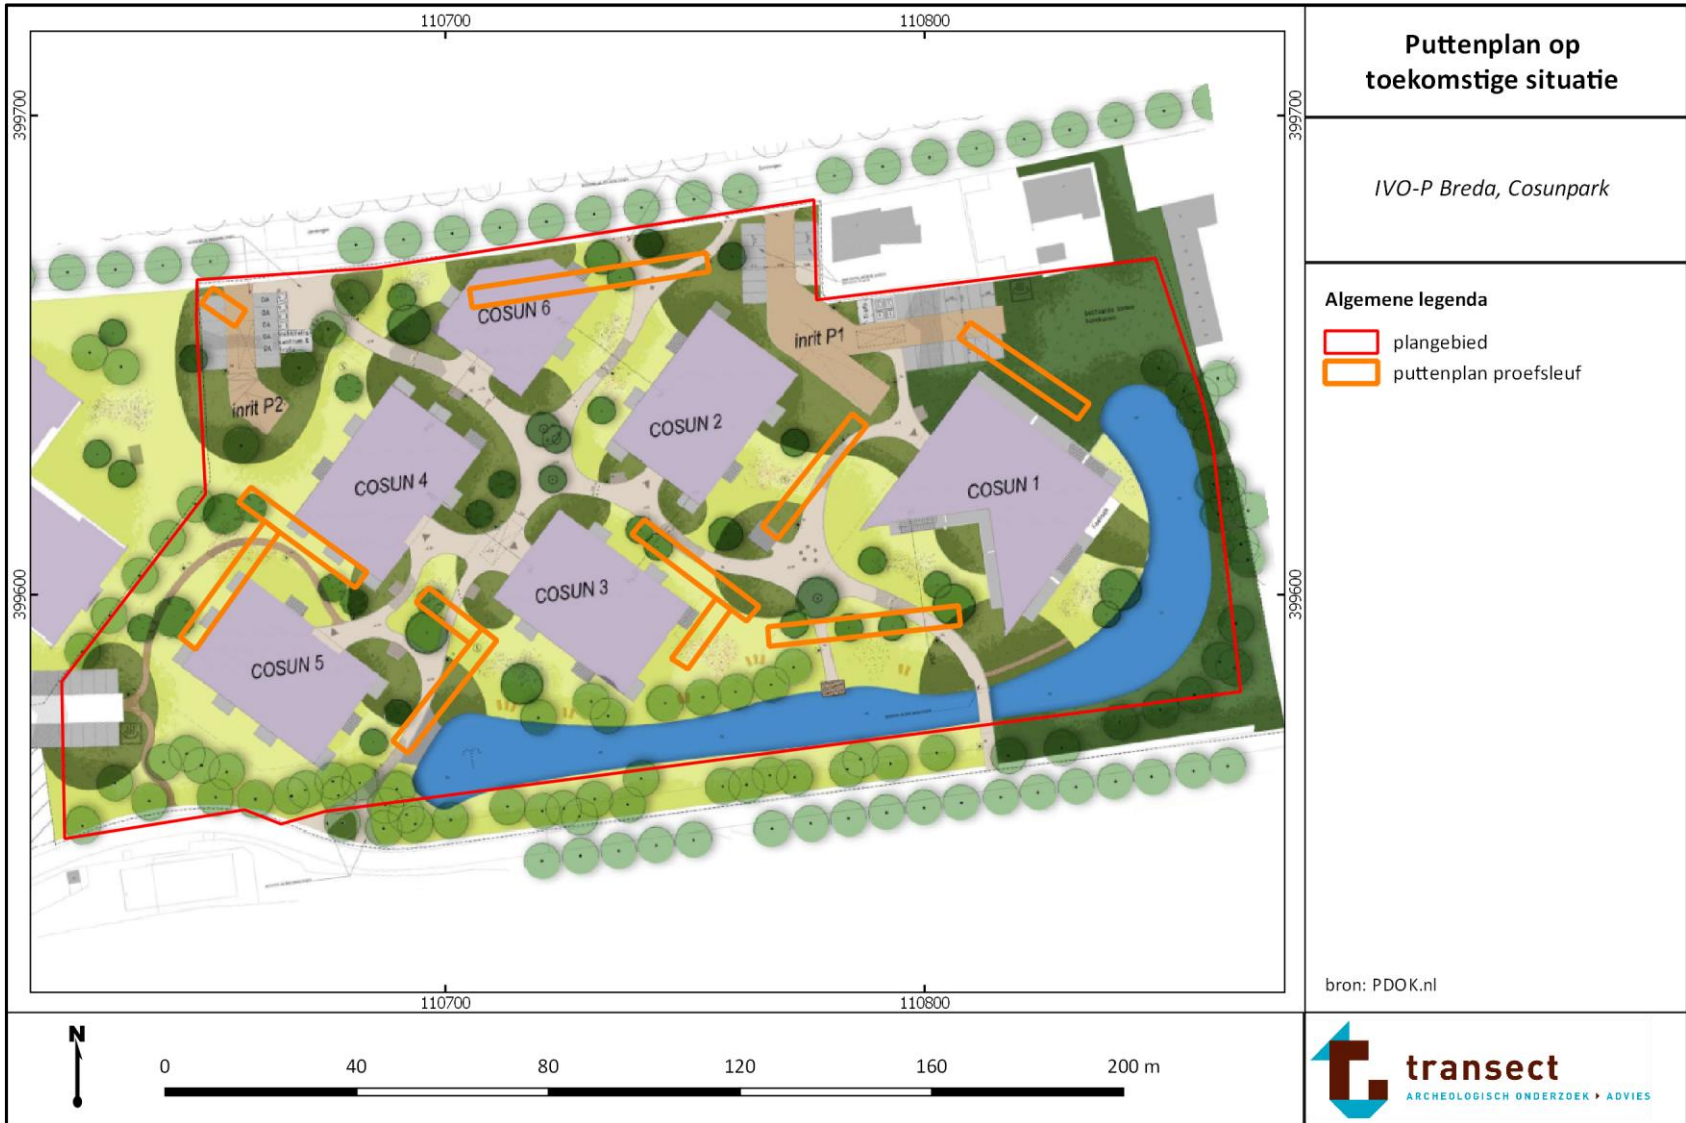 110700
110800
399700
399700
399600
399600
COSUN 6
inrit P1
inrit P2
COSUN 2
COSUN 4
COSUN 1
COSUN 3
COSUN 5
110700
110800
Puttenplan op
toekomstige situatie
IVO-P Breda, Cosunpark
Algemene legenda
plangebied
puttenplan proefsleuf
bron: PDOK.nl
N
0
40
80
120
160
200 m
transect
ARCHEOLOGISCH ONDERZOEK ▸ ADVIES